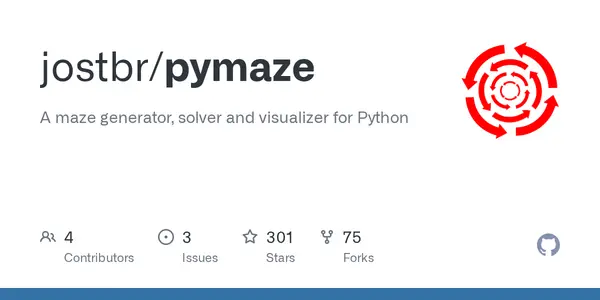 jostbr/pymaze
A maze generator, solver and visualizer for Python
4 3 301 75
Contributors Issues Stars Forks